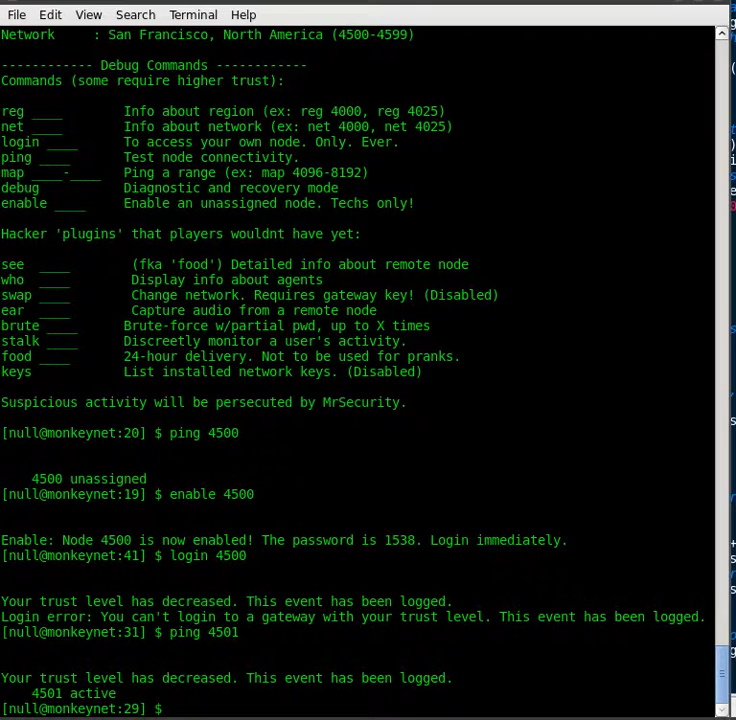 File Edit View Search Terminal Help
Network : San Francisco, North America (4500-4599)
------------ Debug Commands ------------
Commands (some require higher trust):
reg ____ Info about region (ex: reg 4000, reg 4025)
net ____ Info about network (ex: net 4000, net 4025)
login ____ To access your own node. Only. Ever.
ping ____ Test node connectivity.
map ____-____ Ping a range (ex: map 4096-8192)
debug Diagnostic and recovery mode
enable ____ Enable an unassigned node. Techs only!
Hacker 'plugins' that players wouldnt have yet:
see ____ (fka 'food') Detailed info about remote node
who ____ Display info about agents
swap ____ Change network. Requires gateway key! (Disabled)
ear ____ Capture audio from a remote node
brute ____ Brute-force w/partial pwd, up to X times
stalk ____ Discreetly monitor a user's activity.
food ____ 24-hour delivery. Not to be used for pranks.
keys List installed network keys. (Disabled)
Suspicious activity will be persecuted by MrSecurity.
[null@monkeynet:20] $ ping 4500
4500 unassigned
[null@monkeynet:19] $ enable 4500
Enable: Node 4500 is now enabled! The password is 1538. Login immediately.
[null@monkeynet:41] $ login 4500
Your trust level has decreased. This event has been logged.
Login error: You can't login to a gateway with your trust level. This event has been logged.
[null@monkeynet:31] $ ping 4501
Your trust level has decreased. This event has been logged.
4501 active
[null@monkeynet:29] $